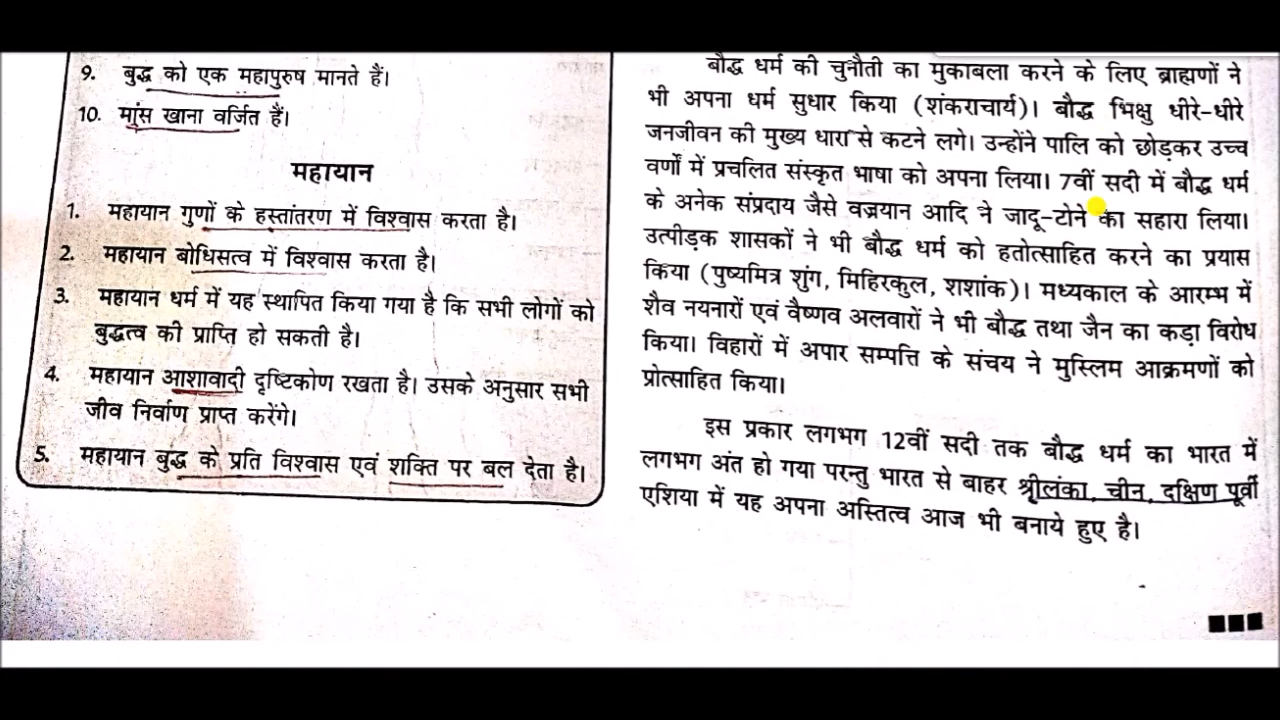 9. बुद्ध को एक महापुरुष मानते हैं।
10. मांस खाना वर्जित हैं।
महायान
1. महायान गुणों के हस्तांतरण में विश्वास करता है।
2. महायान बोधिसत्व में विश्वास करता है।
3. महायान धर्म में यह स्थापित किया गया है कि सभी लोगों को
बुद्धत्व की प्राप्ति हो सकती है।
4. महायान आशावादी दृष्टिकोण रखता है। उसके अनुसार सभी
जीव निर्वाण प्राप्त करेंगे।
5. महायान बुद्ध के प्रति विश्वास एवं शक्ति पर बल देता है।
बौद्ध धर्म की चुनौती का मुकाबला करने के लिए ब्राह्मणों ने
भी अपना धर्म सुधार किया (शंकराचार्य)। बौद्ध भिक्षु धीरे-धीरे
जनजीवन की मुख्य धारा से कटने लगे। उन्होंने पालि को छोड़कर उच्च
वर्णों में प्रचलित संस्कृत भाषा को अपना लिया। 7वीं सदी में बौद्ध धर्म
के अनेक संप्रदाय जैसे वज्रयान आदि ने जादू-टोने का सहारा लिया।
उत्पीड़क शासकों ने भी बौद्ध धर्म को हतोत्साहित करने का प्रयास
किया (पुष्यमित्र शुंग, मिहिरकुल, शशांक)। मध्यकाल के आरम्भ में
शैव नयनारों एवं वैष्णव अलवारों ने भी बौद्ध तथा जैन का कड़ा विरोध
किया। विहारों में अपार सम्पत्ति के संचय ने मुस्लिम आक्रमणों को
प्रोत्साहित किया।
इस प्रकार लगभग 12वीं सदी तक बौद्ध धर्म का भारत में
लगभग अंत हो गया परन्तु भारत से बाहर श्रीलंका, चीन, दक्षिण पूर्वी
एशिया में यह अपना अस्तित्व आज भी बनाये हुए है।